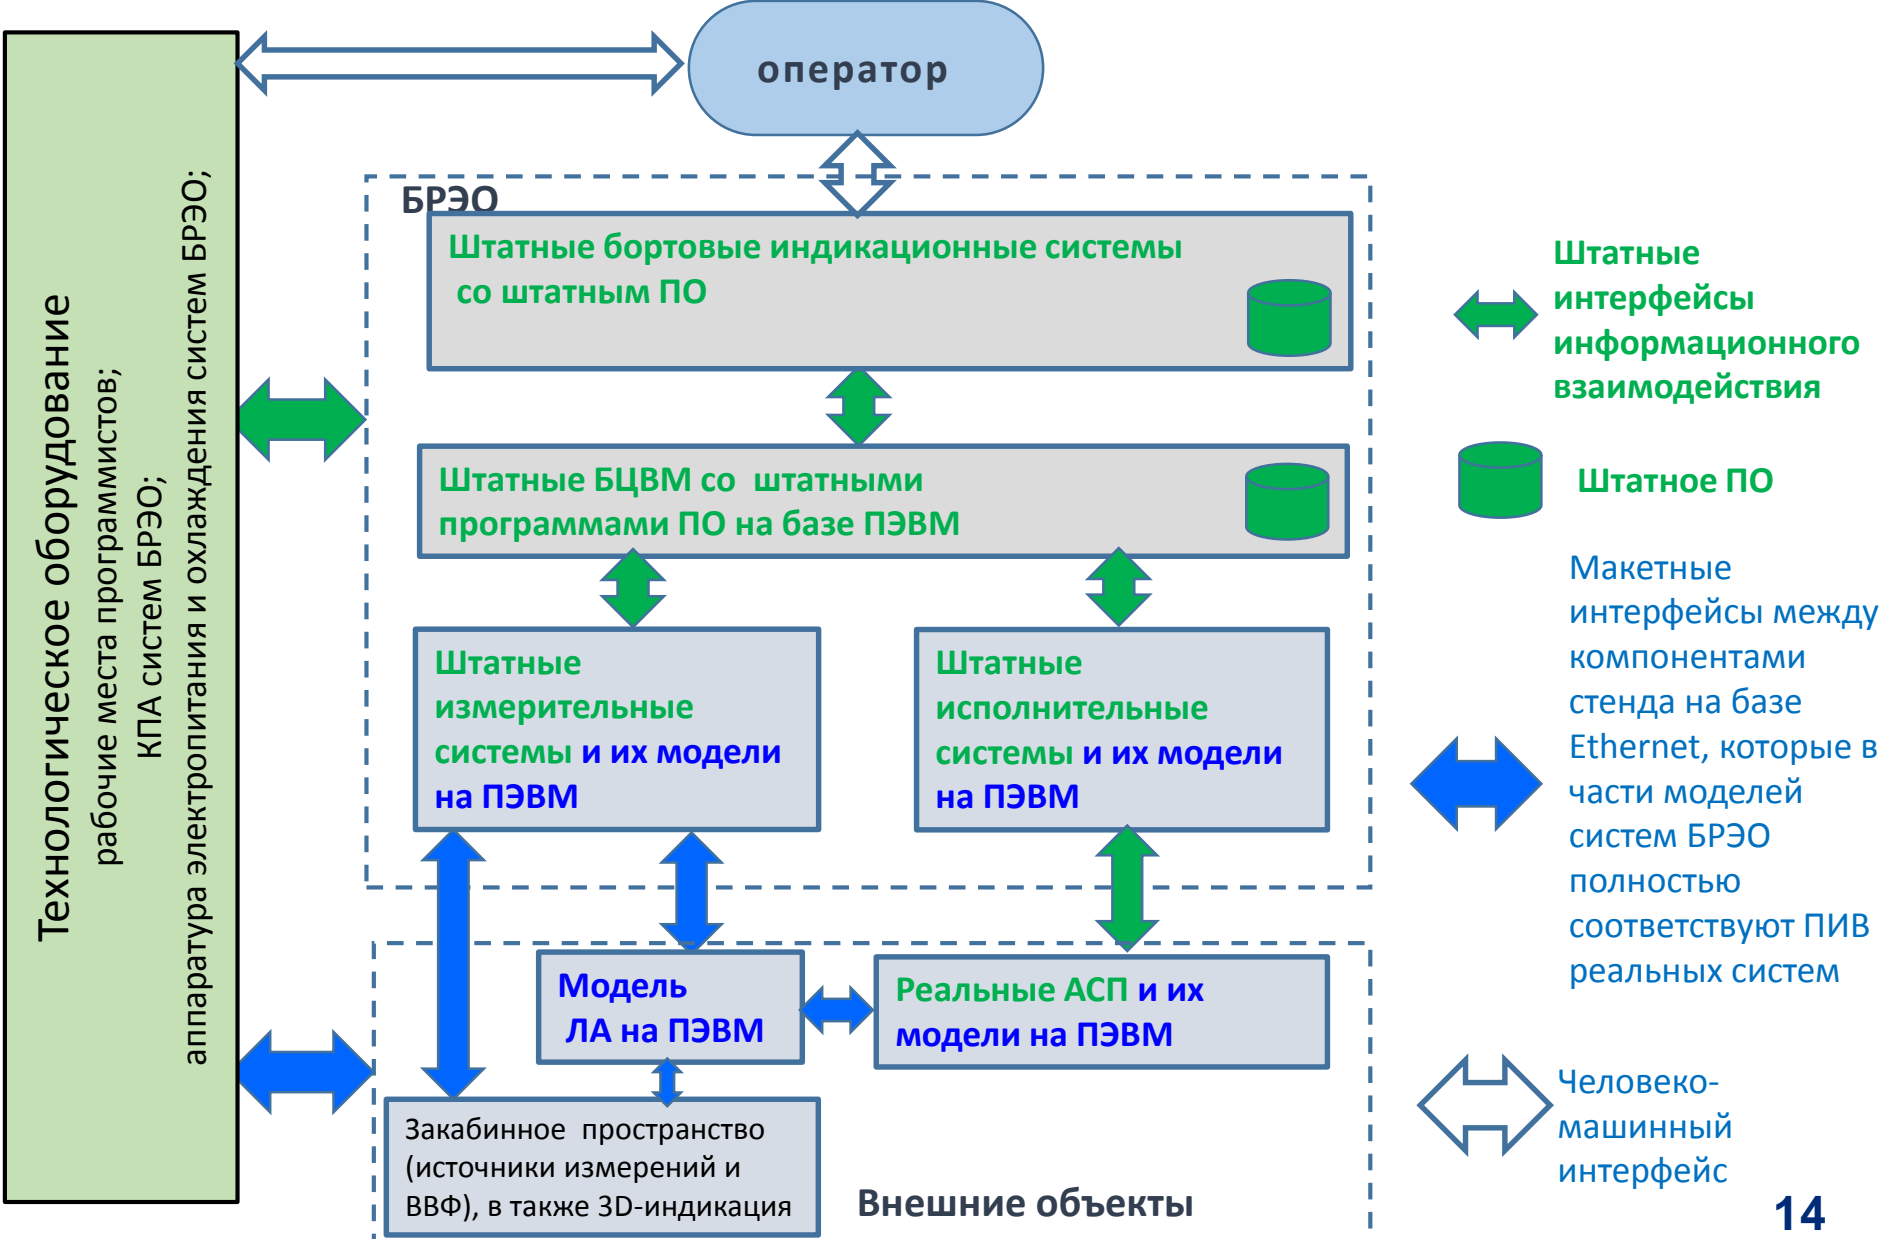 Технологическое оборудование
рабочие места программистов;
КПА систем БРЭО;
аппаратура электропитания и охлаждения систем БРЭО;
оператор
БРЭО
Штатные бортовые индикационные системы
со штатным ПО
Штатные БЦВМ со штатными
программами ПО на базе ПЭВМ
Штатные
измерительные
системы и их модели
на ПЭВМ
Штатные
исполнительные
системы и их модели
на ПЭВМ
Модель
ЛА на ПЭВМ
Реальные АСП и их
модели на ПЭВМ
Закабинное пространство
(источники измерений и
ВВФ), в также 3D-индикация
Внешние объекты
Штатные
интерфейсы
информационного
взаимодействия
Штатное ПО
Макетные
интерфейсы между
компонентами
стенда на базе
Ethernet, которые в
части моделей
систем БРЭО
полностью
соответствуют ПИВ
реальных систем
Человеко-
машинный
интерфейс
14